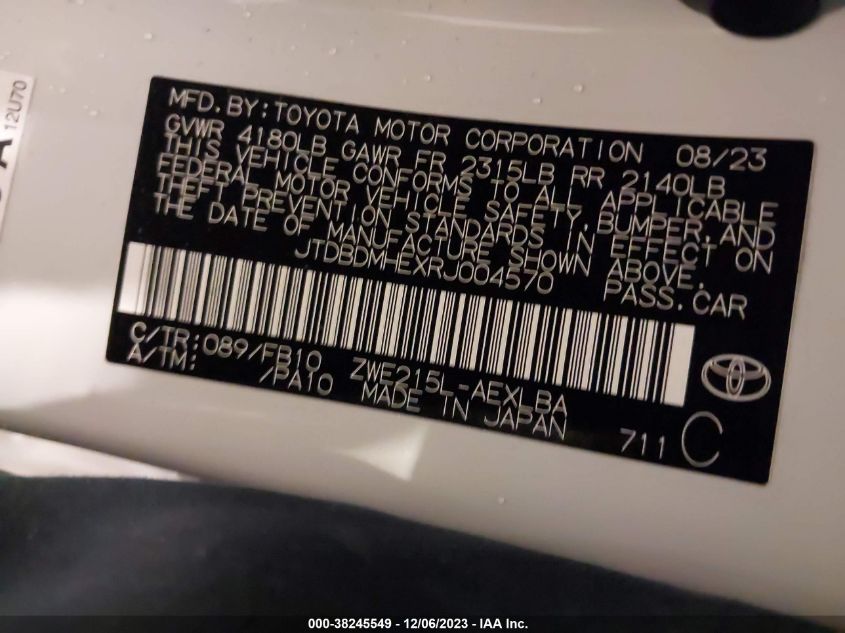 12U70
MFD.BY:TOYOTA MOTOR CORPORATION 08/23
GVWR 4180LB GAWR FR 2315LB RR 2140LB
THIS VEHICLE CONFORMS TO ALL APPLICABLE
FEDERAL MOTOR VEHICLE SAFETY,BUMPER,AND
THEFT PREVENTION STANDARDS IN EFFECT ON
THE DATE OF MANUFACTURE SHOWN ABOVE.
JTDBDMHEXRJ004570 PASS.CAR
C/TR:089/FB10 ZWE215L-AEXLBA
A/TM: /PA10 MADE IN JAPAN 711 C
000-38245549 - 12/06/2023 - IAA Inc.